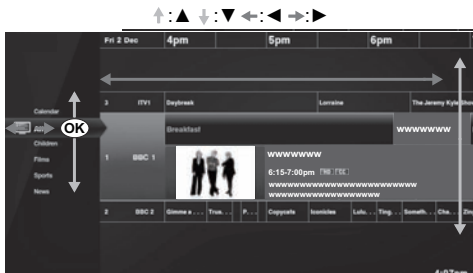 :▲ :▼ :◀ :▶
Fri 2 Dec 4pm 5pm 6pm
3 ITV1 Daybreak Lorraine The Jeremy Kyle Show
Calendar
All OK
Children
Films
Sports
News
Breakfast wwwwwww
1 BBC 1 wwwwwww
6:15-7:00pm
wwwwwwwwwwwwwwwwwwwwwwww
wwwwwwwwwwwwwwwwww
2 BBC 2 Gimme a . . . True. . . P. . . Copycats Iconicles Lulu. . . Ting. . . Someth. . . Cha. . .